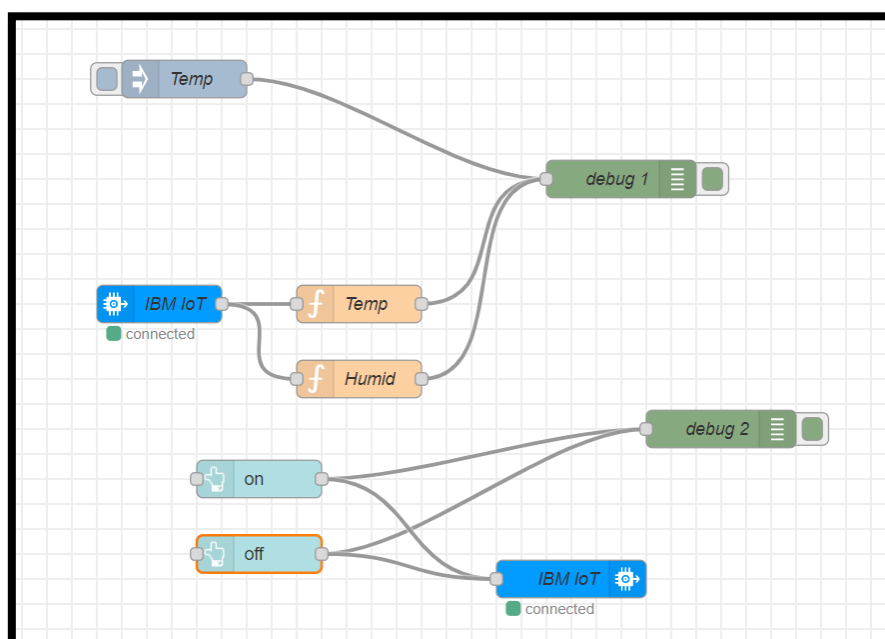 Temp
debug 1
IBM IoT
Temp
connected
Humid
debug 2
on
off
IBM IoT
connected